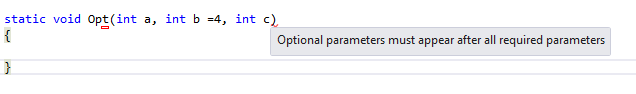 static void Opt(int a, int b =4, int c)
{
Optional parameters must appear after all required parameters
}